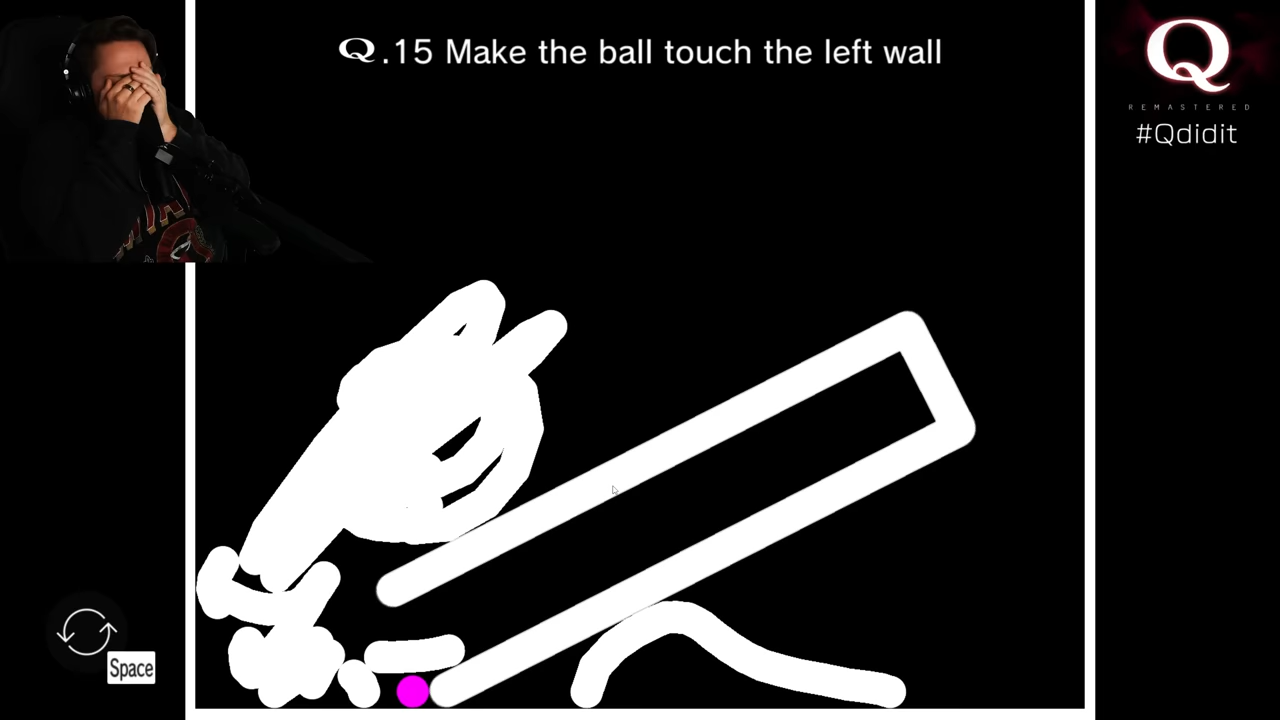 Q.15 Make the ball touch the left wall
Q
REMASTERED
#Qdidit
Space